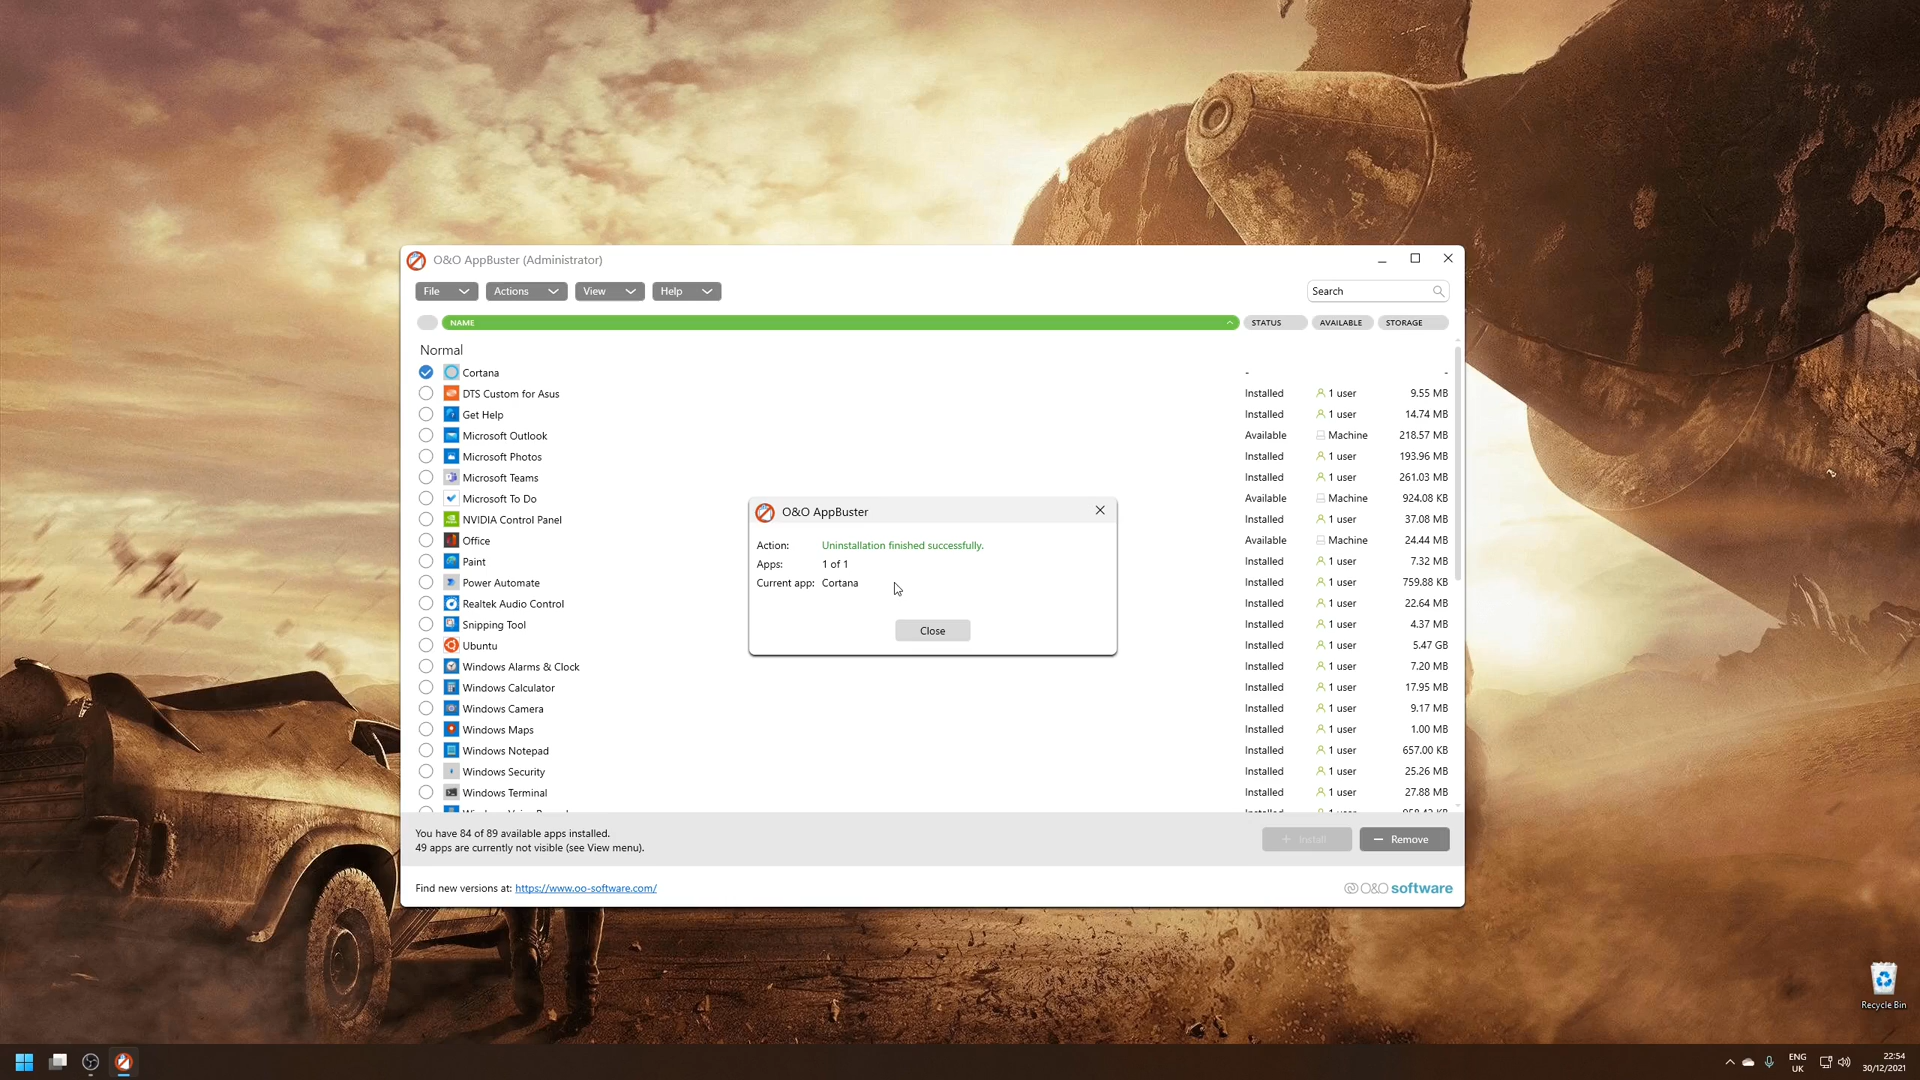 O&O AppBuster (Administrator)
File Actions View Help Search
NAME STATUS AVAILABLE STORAGE
Normal
Cortana - -
DTS Custom for Asus Installed 1 user 9.55 MB
Get Help Installed 1 user 14.74 MB
Microsoft Outlook Available Machine 218.57 MB
Microsoft Photos Installed 1 user 193.96 MB
Microsoft Teams Installed 1 user 261.03 MB
Microsoft To Do Available Machine 924.08 KB
NVIDIA Control Panel Installed 1 user 37.08 MB
Office Available Machine 24.44 MB
Paint Installed 1 user 7.32 MB
Power Automate Installed 1 user 759.88 KB
Realtek Audio Control Installed 1 user 22.64 MB
Snipping Tool Installed 1 user 4.37 MB
Ubuntu Installed 1 user 5.47 GB
Windows Alarms & Clock Installed 1 user 7.20 MB
Windows Calculator Installed 1 user 17.95 MB
Windows Camera Installed 1 user 9.17 MB
Windows Maps Installed 1 user 1.00 MB
Windows Notepad Installed 1 user 657.00 KB
Windows Security Installed 1 user 25.26 MB
Windows Terminal Installed 1 user 27.88 MB
O&O AppBuster
Action: Uninstallation finished successfully.
Apps: 1 of 1
Current app: Cortana
Close
You have 84 of 89 available apps installed.
49 apps are currently not visible (see View menu).
Install Remove
Find new versions at: https://www.oo-software.com/
O&O software
Recycle Bin
ENG
UK
22:54
30/12/2021